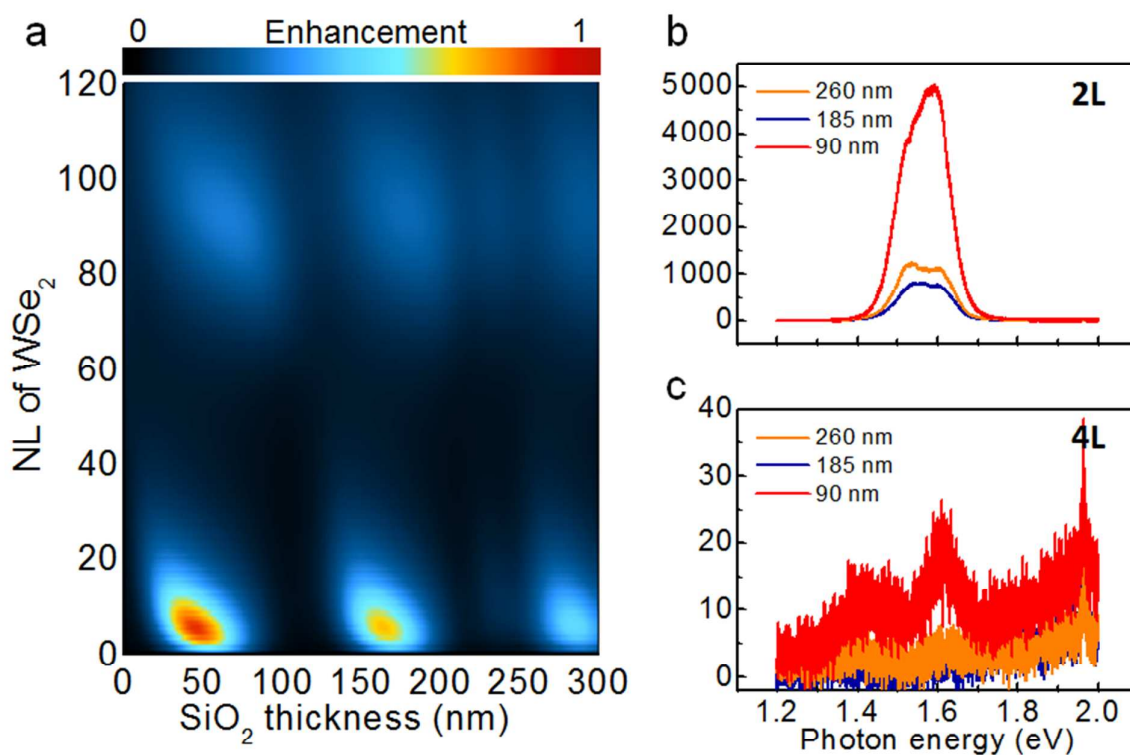 a
0 Enhancement 1
120
100
80
60
40
20
0
NL of WSe2
0 50 100 150 200 250 300
SiO2 thickness (nm)
b
5000
4000
3000
2000
1000
0
260 nm
185 nm
90 nm
2L
c
40
30
20
10
0
260 nm
185 nm
90 nm
4L
1.2 1.4 1.6 1.8 2.0
Photon energy (eV)